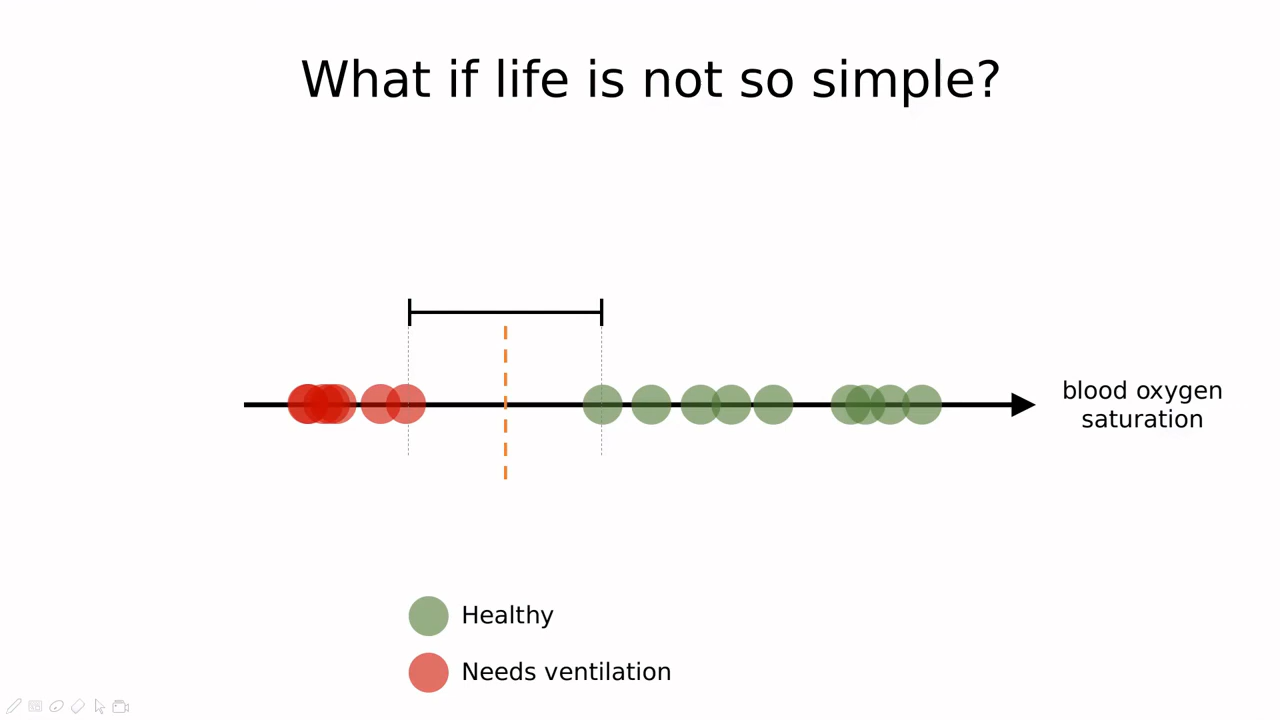 What if life is not so simple?
blood oxygen
saturation
Healthy
Needs ventilation